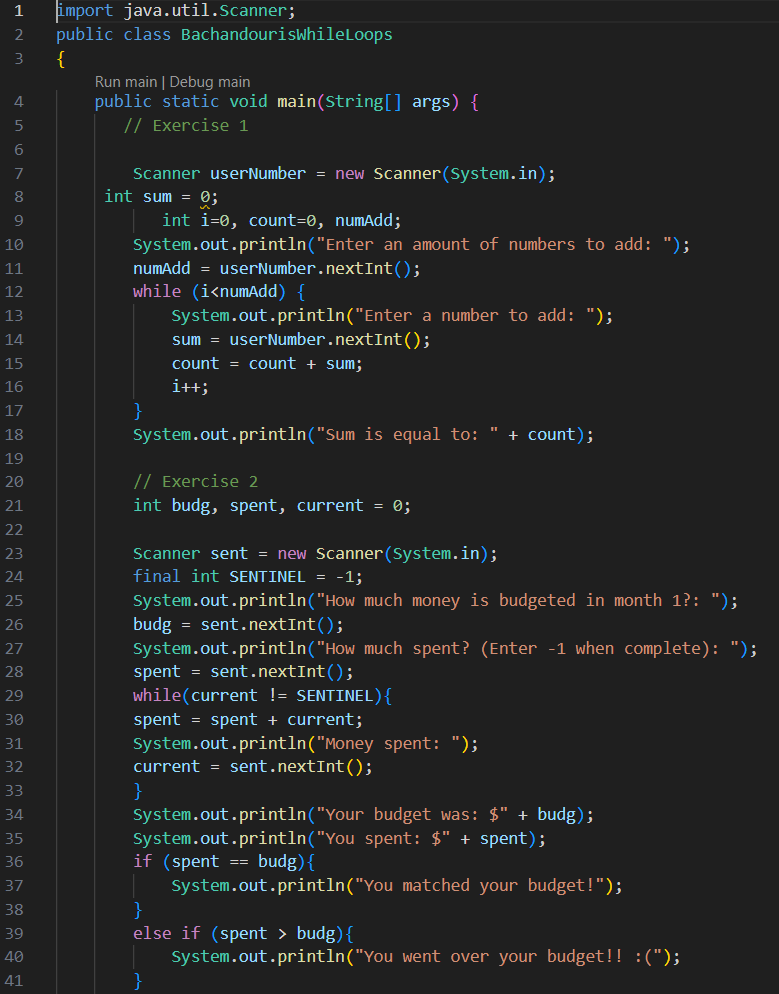 1 import java.util.Scanner;
2 public class BachandourisWhileLoops
3 {
Run main | Debug main
4 public static void main(String[] args) {
5 // Exercise 1
6
7 Scanner userNumber = new Scanner(System.in);
8 int sum = 0;
9 int i=0, count=0, numAdd;
10 System.out.println("Enter an amount of numbers to add: ");
11 numAdd = userNumber.nextInt();
12 while (i<numAdd) {
13 System.out.println("Enter a number to add: ");
14 sum = userNumber.nextInt();
15 count = count + sum;
16 i++;
17 }
18 System.out.println("Sum is equal to: " + count);
19
20 // Exercise 2
21 int budg, spent, current = 0;
22
23 Scanner sent = new Scanner(System.in);
24 final int SENTINEL = -1;
25 System.out.println("How much money is budgeted in month 1?: ");
26 budg = sent.nextInt();
27 System.out.println("How much spent? (Enter -1 when complete): ");
28 spent = sent.nextInt();
29 while(current != SENTINEL){
30 spent = spent + current;
31 System.out.println("Money spent: ");
32 current = sent.nextInt();
33 }
34 System.out.println("Your budget was: $" + budg);
35 System.out.println("You spent: $" + spent);
36 if (spent == budg){
37 System.out.println("You matched your budget!");
38 }
39 else if (spent > budg){
40 System.out.println("You went over your budget!! :(");
41 }